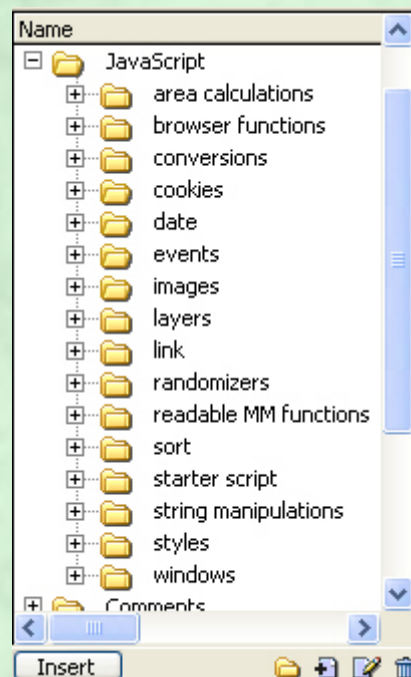 Name
JavaScript
area calculations
browser functions
conversions
cookies
date
events
images
layers
link
randomizers
readable MM functions
sort
starter script
string manipulations
styles
windows
Comments
Insert